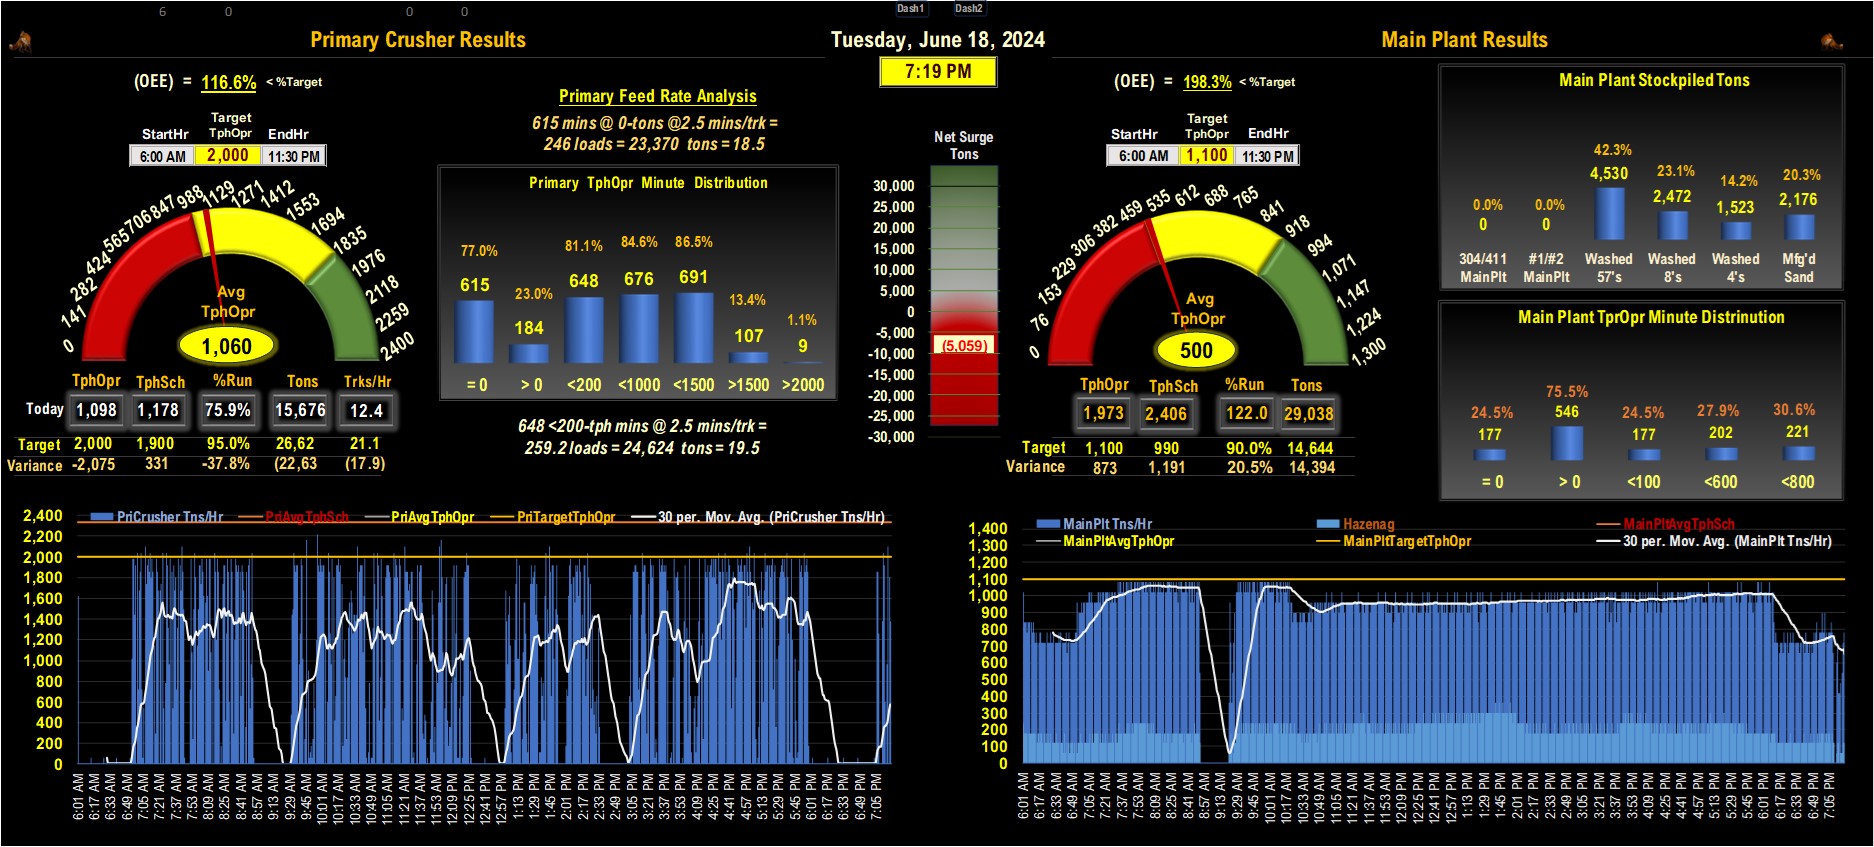 6 0 0 0 Dash1 Dash2
Primary Crusher Results
Tuesday, June 18, 2024
Main Plant Results
7:19 PM
(OEE) = 116.6% < %Target
Target
StartHr TphOpr EndHr
6:00 AM 2,000 11:30 PM
0 141 282 424 565 706 847 988 1129 1271 1412 1553 1694 1835 1976 2118 2259 2400
Avg
TphOpr
1,060
TphOpr TphSch %Run Tons Trks/Hr
Today 1,098 1,178 75.9% 15,676 12.4
Target 2,000 1,900 95.0% 26,62 21.1
Variance -2,075 331 -37.8% (22,63 (17.9)
Primary Feed Rate Analysis
615 mins @ 0-tons @2.5 mins/trk =
246 loads = 23,370 tons = 18.5
Primary TphOpr Minute Distribution
77.0% 23.0% 81.1% 84.6% 86.5% 13.4% 1.1%
615 184 648 676 691 107 9
= 0 > 0 <200 <1000 <1500 >1500 >2000
648 <200-tph mins @ 2.5 mins/trk =
259.2 loads = 24,624 tons = 19.5
Net Surge
Tons
30,000
25,000
20,000
15,000
10,000
5,000
0
-5,000
(5,059)
-10,000
-15,000
-20,000
-25,000
-30,000
(OEE) = 198.3% < %Target
Target
StartHr TphOpr EndHr
6:00 AM 1,100 11:30 PM
0 76 153 229 306 382 459 535 612 688 765 841 918 994 1,071 1,147 1,224 1,300
Avg
TphOpr
500
TphOpr TphSch %Run Tons
1,973 2,406 122.0 29,038
Target 1,100 990 90.0% 14,644
Variance 873 1,191 20.5% 14,394
Main Plant Stockpiled Tons
0.0% 0.0% 42.3% 23.1% 14.2% 20.3%
0 0 4,530 2,472 1,523 2,176
304/411 #1/#2 Washed Washed Washed Mfg'd
MainPlt MainPlt 57's 8's 4's Sand
Main Plant TprOpr Minute Distrinution
24.5% 75.5% 24.5% 27.9% 30.6%
177 546 177 202 221
= 0 > 0 <100 <600 <800
PriCrusher Tns/Hr PriAvgTphSch PriAvgTphOpr PriTargetTphOpr 30 per. Mov. Avg. (PriCrusher Tns/Hr)
2,400
2,200
2,000
1,800
1,600
1,400
1,200
1,000
800
600
400
200
0
6:01 AM 6:17 AM 6:33 AM 6:49 AM 7:05 AM 7:21 AM 7:37 AM 7:53 AM 8:09 AM 8:25 AM 8:41 AM 8:57 AM 9:13 AM 9:29 AM 9:45 AM 10:01 AM 10:17 AM 10:33 AM 10:49 AM 11:05 AM 11:21 AM 11:37 AM 11:53 AM 12:09 PM 12:25 PM 12:41 PM 12:57 PM 1:13 PM 1:29 PM 1:45 PM 2:01 PM 2:17 PM 2:33 PM 2:49 PM 3:05 PM 3:21 PM 3:37 PM 3:53 PM 4:09 PM 4:25 PM 4:41 PM 4:57 PM 5:13 PM 5:29 PM 5:45 PM 6:01 PM 6:17 PM 6:33 PM 6:49 PM 7:05 PM
MainPlt Tns/Hr Hazenag MainPltAvgTphSch
MainPltAvgTphOpr MainPltTargetTphOpr 30 per. Mov. Avg. (MainPlt Tns/Hr)
1,400
1,300
1,200
1,100
1,000
900
800
700
600
500
400
300
200
100
0
6:01 AM 6:17 AM 6:33 AM 6:49 AM 7:05 AM 7:21 AM 7:37 AM 7:53 AM 8:09 AM 8:25 AM 8:41 AM 8:57 AM 9:13 AM 9:29 AM 9:45 AM 10:01 AM 10:17 AM 10:33 AM 10:49 AM 11:05 AM 11:21 AM 11:37 AM 11:53 AM 12:09 PM 12:25 PM 12:41 PM 12:57 PM 1:13 PM 1:29 PM 1:45 PM 2:01 PM 2:17 PM 2:33 PM 2:49 PM 3:05 PM 3:21 PM 3:37 PM 3:53 PM 4:09 PM 4:25 PM 4:41 PM 4:57 PM 5:13 PM 5:29 PM 5:45 PM 6:01 PM 6:17 PM 6:33 PM 6:49 PM 7:05 PM